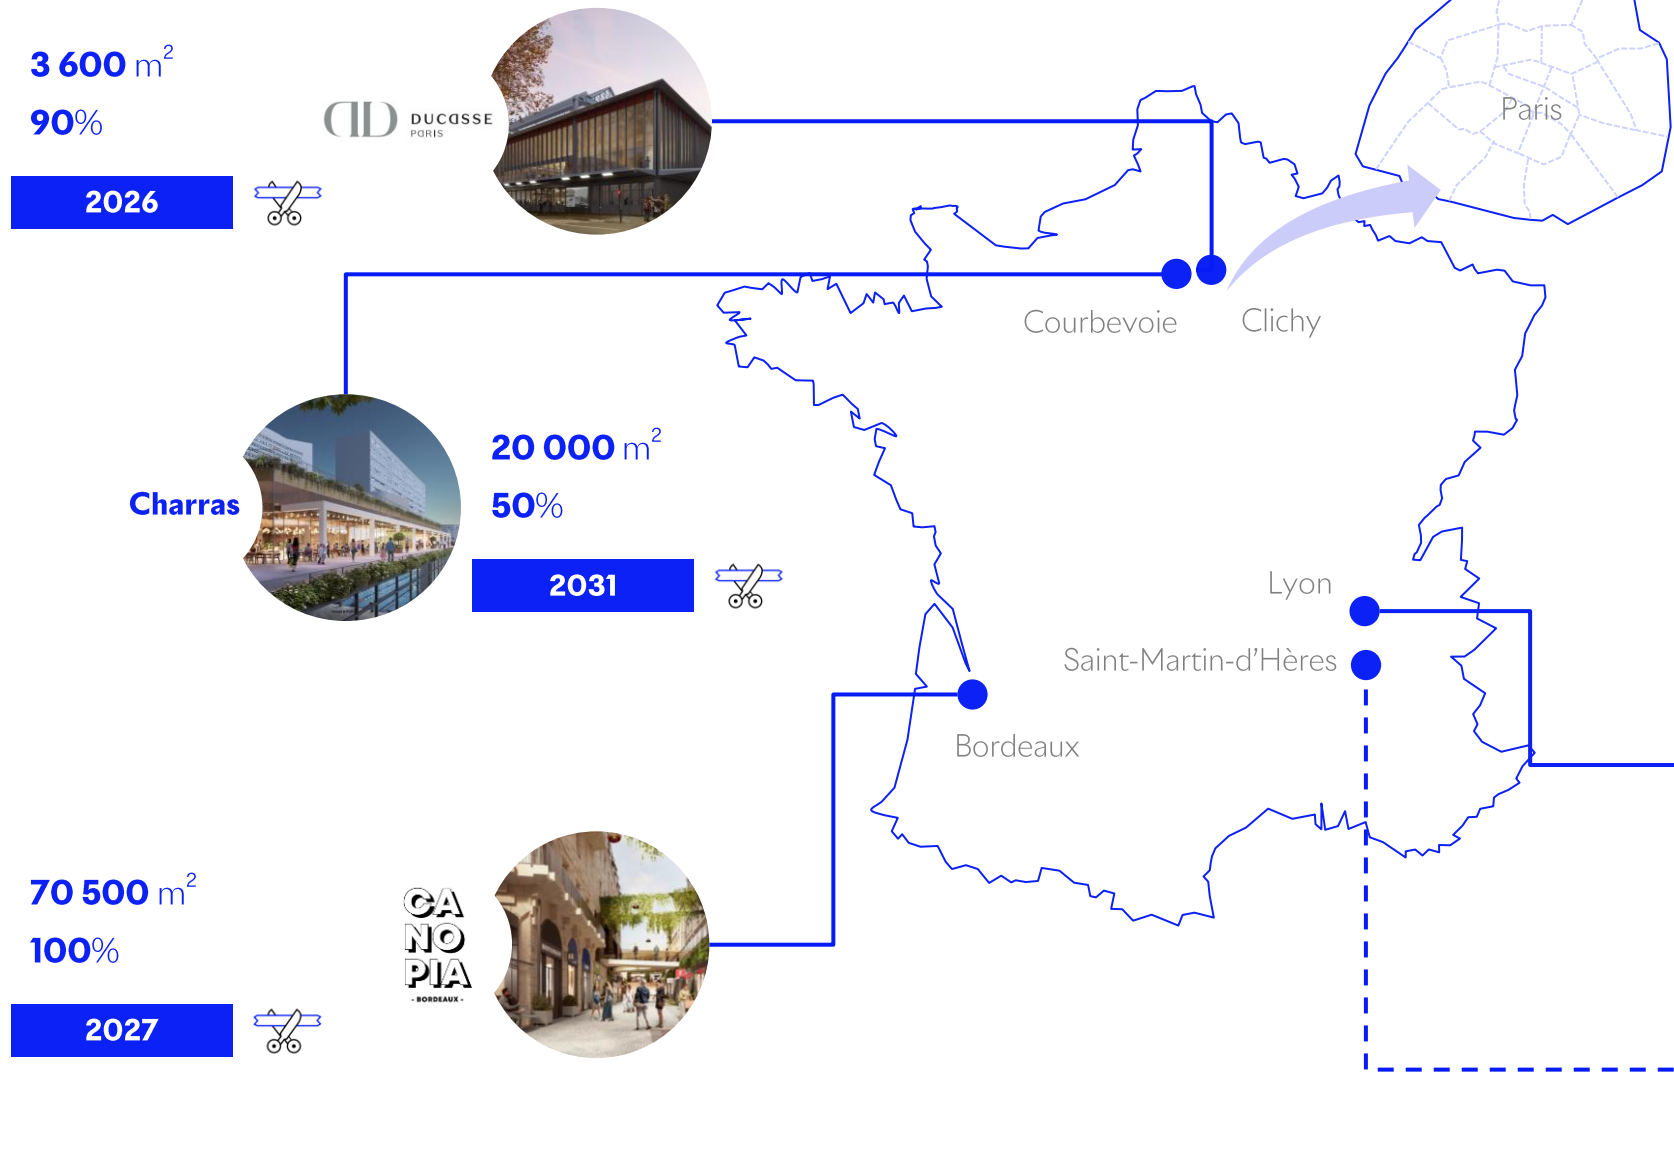 3 600 m²
90%
2026
DUCASSE
PARIS
Paris
Courbevoie
Clichy
Charras
20 000 m²
50%
2031
Lyon
Saint-Martin-d’Hères
Bordeaux
70 500 m²
100%
2027
CA
NO
PIA
- BORDEAUX -